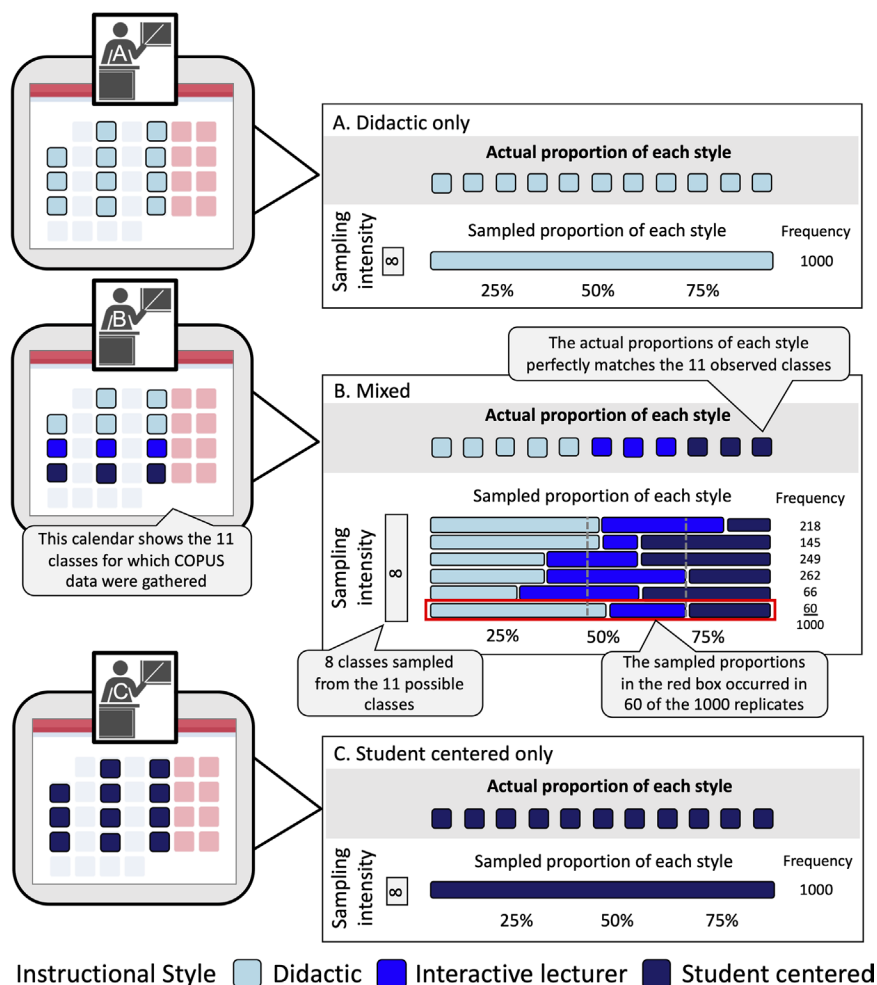 A
A. Didactic only
Actual proportion of each style
Sampling
intensity
8
Sampled proportion of each style
Frequency
1000
25% 50% 75%
B
The actual proportions of each style
perfectly matches the 11 observed classes
B. Mixed
Actual proportion of each style
This calendar shows the 11
classes for which COPUS
data were gathered
Sampling
intensity
8
Sampled proportion of each style
Frequency
218
145
249
262
66
60
1000
25% 50% 75%
8 classes sampled
from the 11 possible
classes
The sampled proportions
in the red box occurred in
60 of the 1000 replicates
C
C. Student centered only
Actual proportion of each style
Sampling
intensity
8
Sampled proportion of each style
Frequency
1000
25% 50% 75%
Instructional Style Didactic Interactive lecturer Student centered